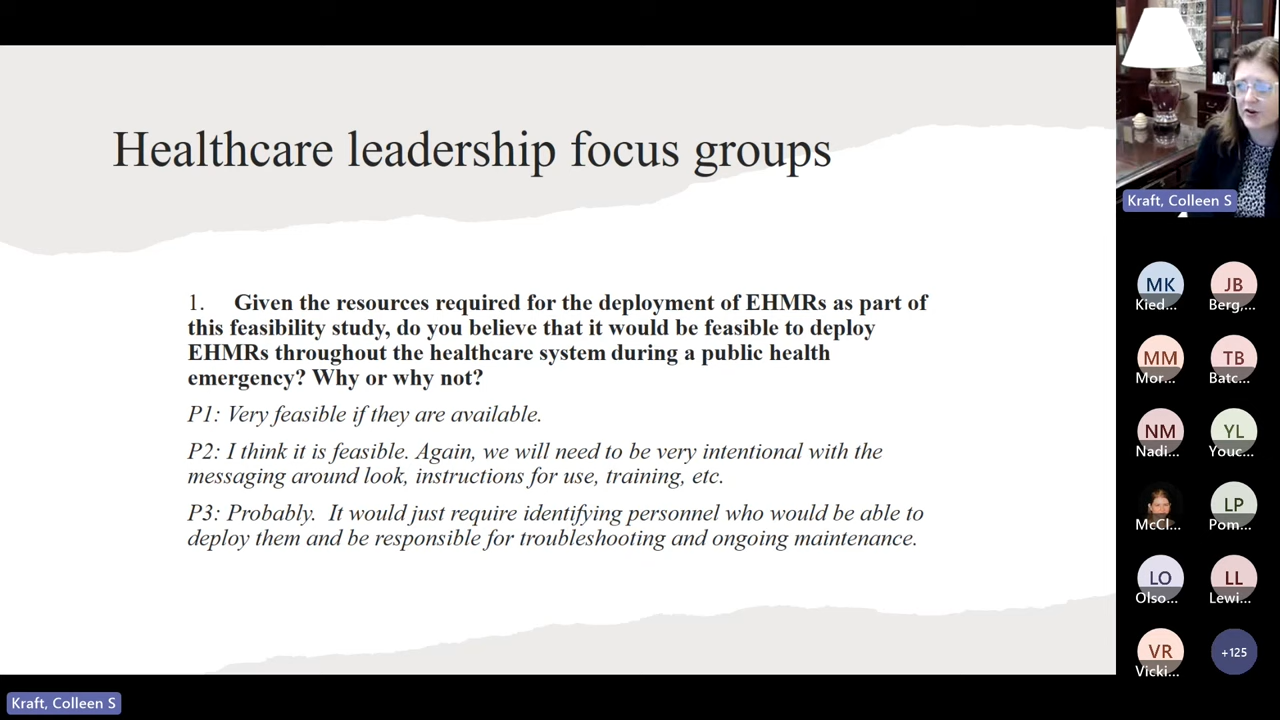 Healthcare leadership focus groups
1. Given the resources required for the deployment of EHMRs as part of
this feasibility study, do you believe that it would be feasible to deploy
EHMRs throughout the healthcare system during a public health
emergency? Why or why not?
P1: Very feasible if they are available.
P2: I think it is feasible. Again, we will need to be very intentional with the
messaging around look, instructions for use, training, etc.
P3: Probably. It would just require identifying personnel who would be able to
deploy them and be responsible for troubleshooting and ongoing maintenance.
Kraft, Colleen S
MK
JB
Kied...
Berg,...
MM
TB
Mor...
Batc...
NM
YL
Nadi...
Youc...
LP
McCl...
Pom...
LO
LL
Olso...
Lewi...
VR
+125
Vicki...
Kraft, Colleen S